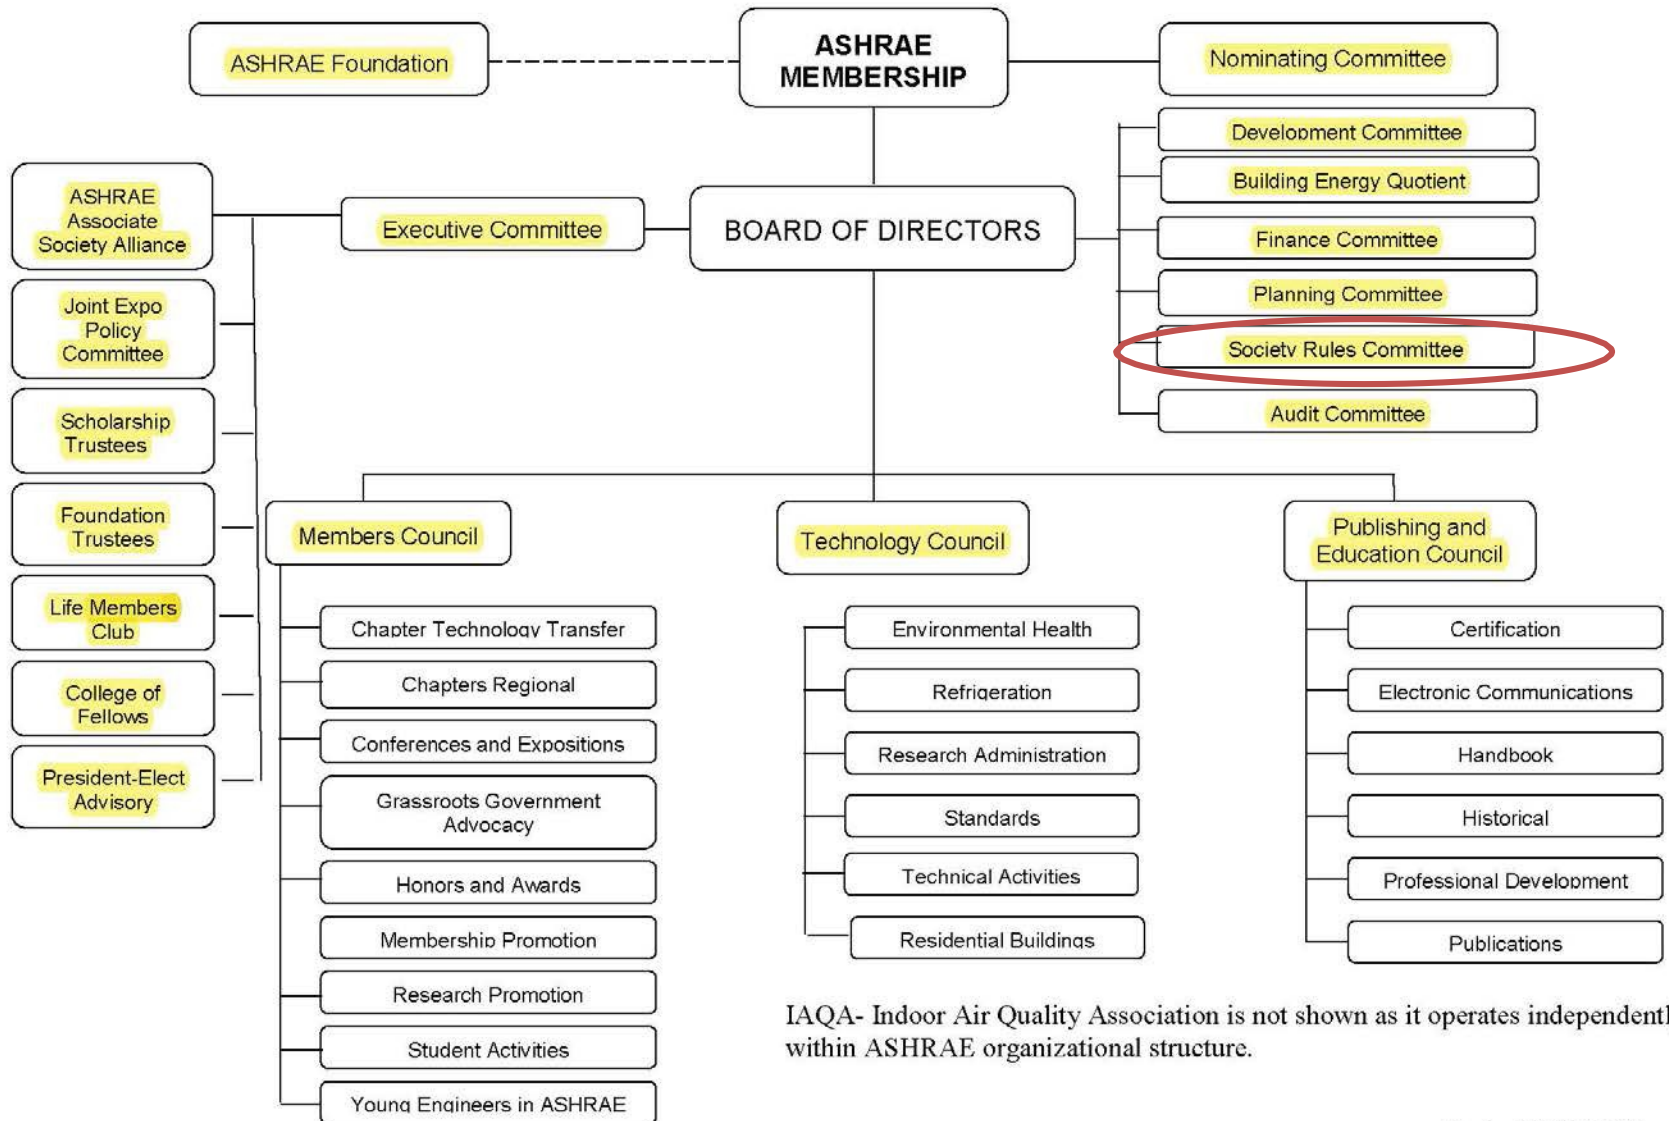 ASHRAE Foundation
ASHRAE
MEMBERSHIP
Nominating Committee
Development Committee
Building Energy Quotient
Finance Committee
Planning Committee
Society Rules Committee
Audit Committee
BOARD OF DIRECTORS
Executive Committee
ASHRAE
Associate
Society Alliance
Joint Expo
Policy
Committee
Scholarship
Trustees
Foundation
Trustees
Life Members
Club
College of
Fellows
President-Elect
Advisory
Members Council
Chapter Technology Transfer
Chapters Regional
Conferences and Expositions
Grassroots Government
Advocacy
Honors and Awards
Membership Promotion
Research Promotion
Student Activities
Young Engineers in ASHRAE
Technology Council
Environmental Health
Refrigeration
Research Administration
Standards
Technical Activities
Residential Buildings
Publishing and
Education Council
Certification
Electronic Communications
Handbook
Historical
Professional Development
Publications
IAQA- Indoor Air Quality Association is not shown as it operates independentl
within ASHRAE organizational structure.